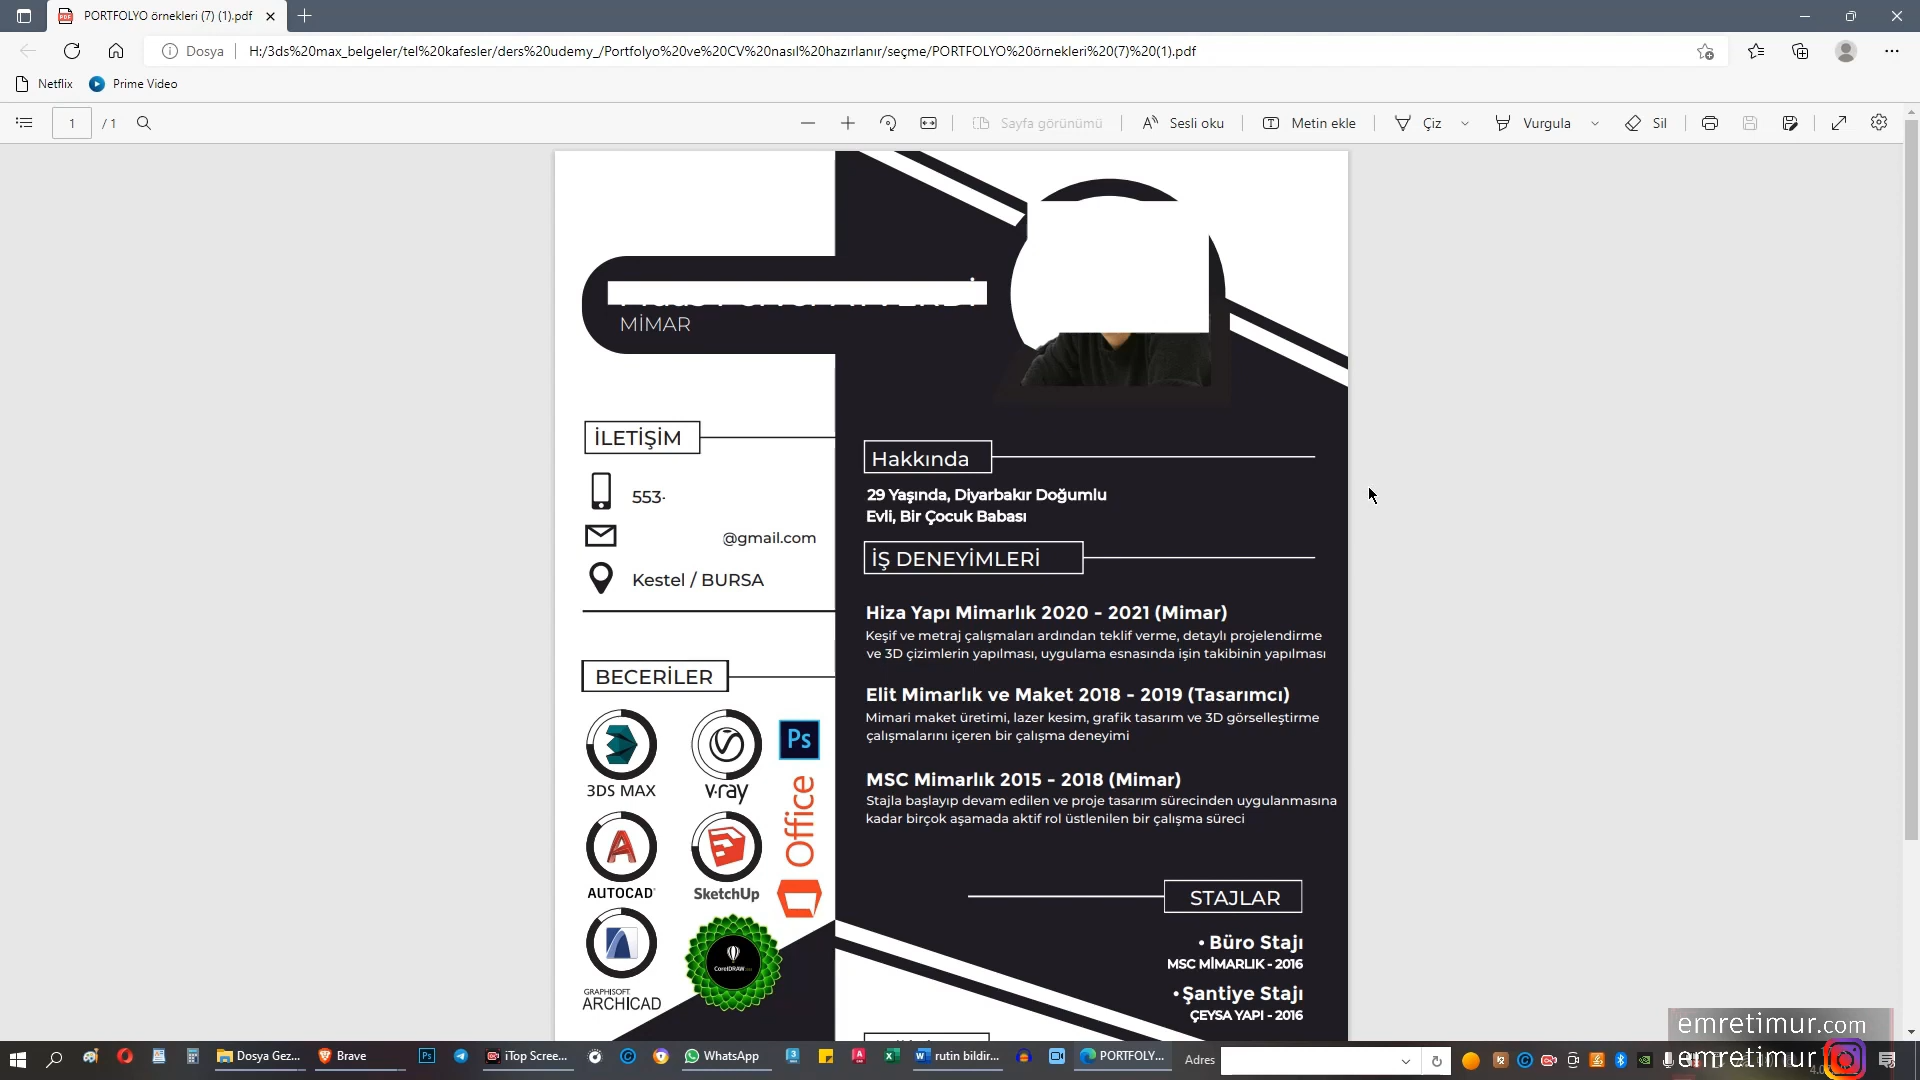 PORTFOLYO örnekleri (7) (1).pdf
Dosya
H:/3ds%20max_belgeler/tel%20kafesler/ders%20udemy_/Portfolyo%20ve%20CV%20nasıl%20hazırlanır/seçme/PORTFOLYO%20örnekleri%20(7)%20(1).pdf
Netflix
Prime Video
1 / 1
Sayfa görünümü
Sesli oku
Metin ekle
Çiz
Vurgula
Sil
MİMAR
İLETİŞİM
553-
@gmail.com
Kestel / BURSA
BECERİLER
Ps
3DS MAX
v·ray
Office
AUTOCAD
SketchUp
CorelDRAW
GRAPHISOFT
ARCHICAD
Hakkında
29 Yaşında, Diyarbakır Doğumlu
Evli, Bir Çocuk Babası
İŞ DENEYİMLERİ
Hiza Yapı Mimarlık 2020 - 2021 (Mimar)
Keşif ve metraj çalışmaları ardından teklif verme, detaylı projelendirme
ve 3D çizimlerin yapılması, uygulama esnasında işin takibinin yapılması
Elit Mimarlık ve Maket 2018 - 2019 (Tasarımcı)
Mimari maket üretimi, lazer kesim, grafik tasarım ve 3D görselleştirme
çalışmalarını içeren bir çalışma deneyimi
MSC Mimarlık 2015 - 2018 (Mimar)
Stajla başlayıp devam edilen ve proje tasarım sürecinden uygulanmasına
kadar birçok aşamada aktif rol üstlenilen bir çalışma süreci
STAJLAR
• Büro Stajı
MSC MİMARLIK - 2016
• Şantiye Stajı
ÇEYSA YAPI - 2016
emretimur.com
emretimur
Dosya Gez...
Brave
iTop Scree...
WhatsApp
rutin bildir...
PORTFOLY...
Adres